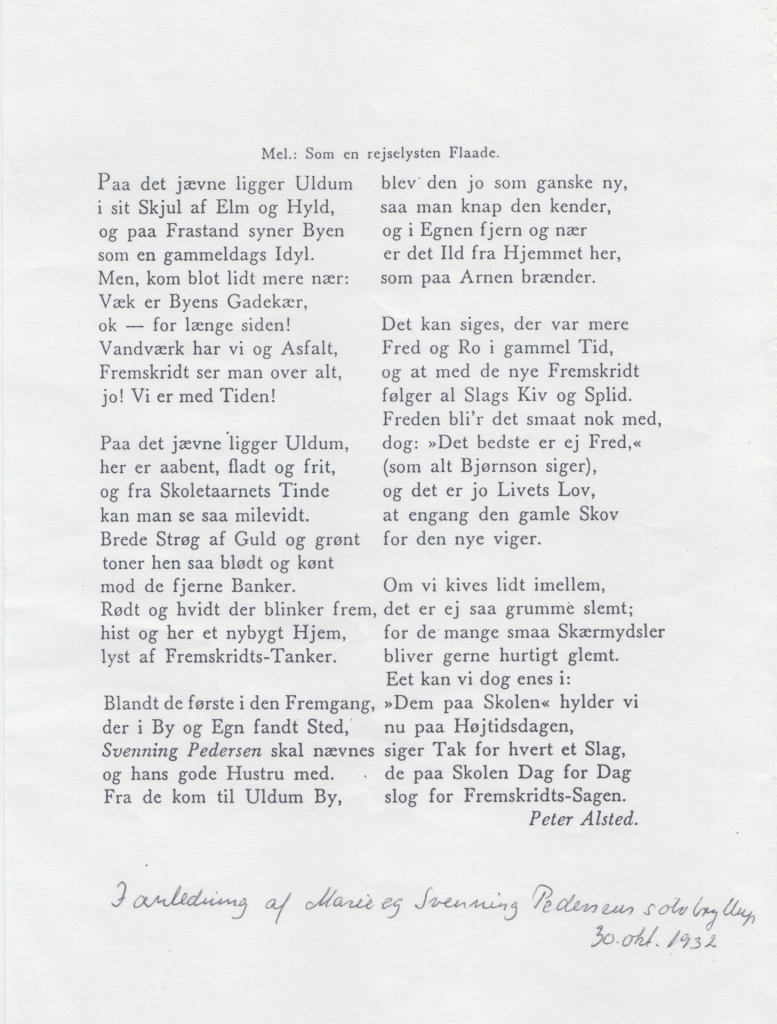 Mel.: Som en rejselysten Flaade.
Paa det jævne ligger Uldum
i sit Skjul af Elm og Hyld,
og paa Frastand syner Byen
som en gammeldags Idyl.
Men, kom blot lidt mere nær:
Væk er Byens Gadekær,
ok — for længe siden!
Vandværk har vi og Asfalt,
Fremskridt ser man over alt,
jo! Vi er med Tiden!
Paa det jævne ligger Uldum,
her er aabent, fladt og frit,
og fra Skoletaarnets Tinde
kan man se saa milevidt.
Brede Strøg af Guld og grønt
toner hen saa blødt og kønt
mod de fjerne Banker.
Rødt og hvidt der blinker frem,
hist og her et nybygt Hjem,
lyst af Fremskridts-Tanker.
Blandt de første i den Fremgang,
der i By og Egn fandt Sted,
Svenning Pedersen skal nævnes
og hans gode Hustru med.
Fra de kom til Uldum By,
blev den jo som ganske ny,
saa man knap den kender,
og i Egnen fjern og nær
er det Ild fra Hjemmet her,
som paa Arnen brænder.
Det kan siges, der var mere
Fred og Ro i gammel Tid,
og at med de nye Fremskridt
følger al Slags Kiv og Splid.
Freden bli'r det smaat nok med,
dog: »Det bedste er ej Fred,«
(som alt Bjørnson siger),
og det er jo Livets Lov,
at engang den gamle Skov
for den nye viger.
Om vi kives lidt imellem,
det er ej saa grumme slemt;
for de mange smaa Skærmydsler
bliver gerne hurtigt glemt.
Eet kan vi dog enes i:
»Dem paa Skolen« hylder vi
nu paa Højtidsdagen,
siger Tak for hvert et Slag,
de paa Skolen Dag for Dag
slog for Fremskridts-Sagen.
Peter Alsted.
I anledning af Marie og Svenning Pedersens sølvbryllup
30. okt. 1932